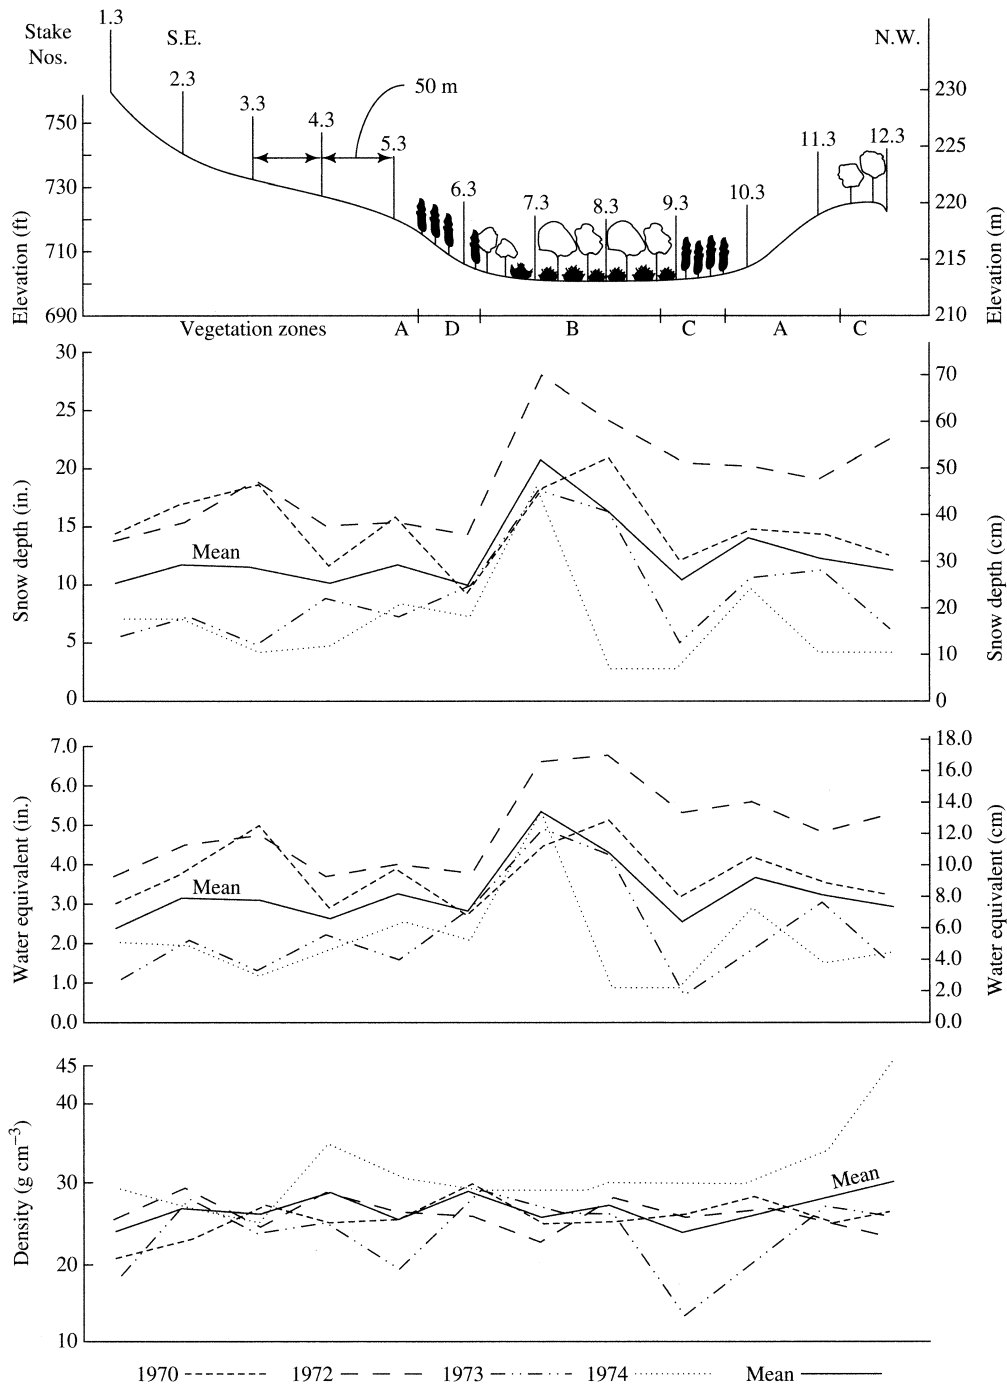 Stake Nos.
S.E.
N.W.
1.3
2.3
3.3
4.3
50 m
5.3
6.3
7.3
8.3
9.3
10.3
11.3
12.3
Elevation (ft)
750
730
710
690
Elevation (m)
230
225
220
215
210
Vegetation zones
A
D
B
C
A
C
Snow depth (in.)
30
25
20
15
10
5
0
Mean
Snow depth (cm)
70
60
50
40
30
20
10
0
Water equivalent (in.)
7.0
6.0
5.0
4.0
3.0
2.0
1.0
0.0
Mean
Water equivalent (cm)
18.0
16.0
14.0
12.0
10.0
8.0
6.0
4.0
2.0
0.0
Density (g cm⁻³)
45
40
30
20
10
Mean
1970
1972
1973
1974
Mean